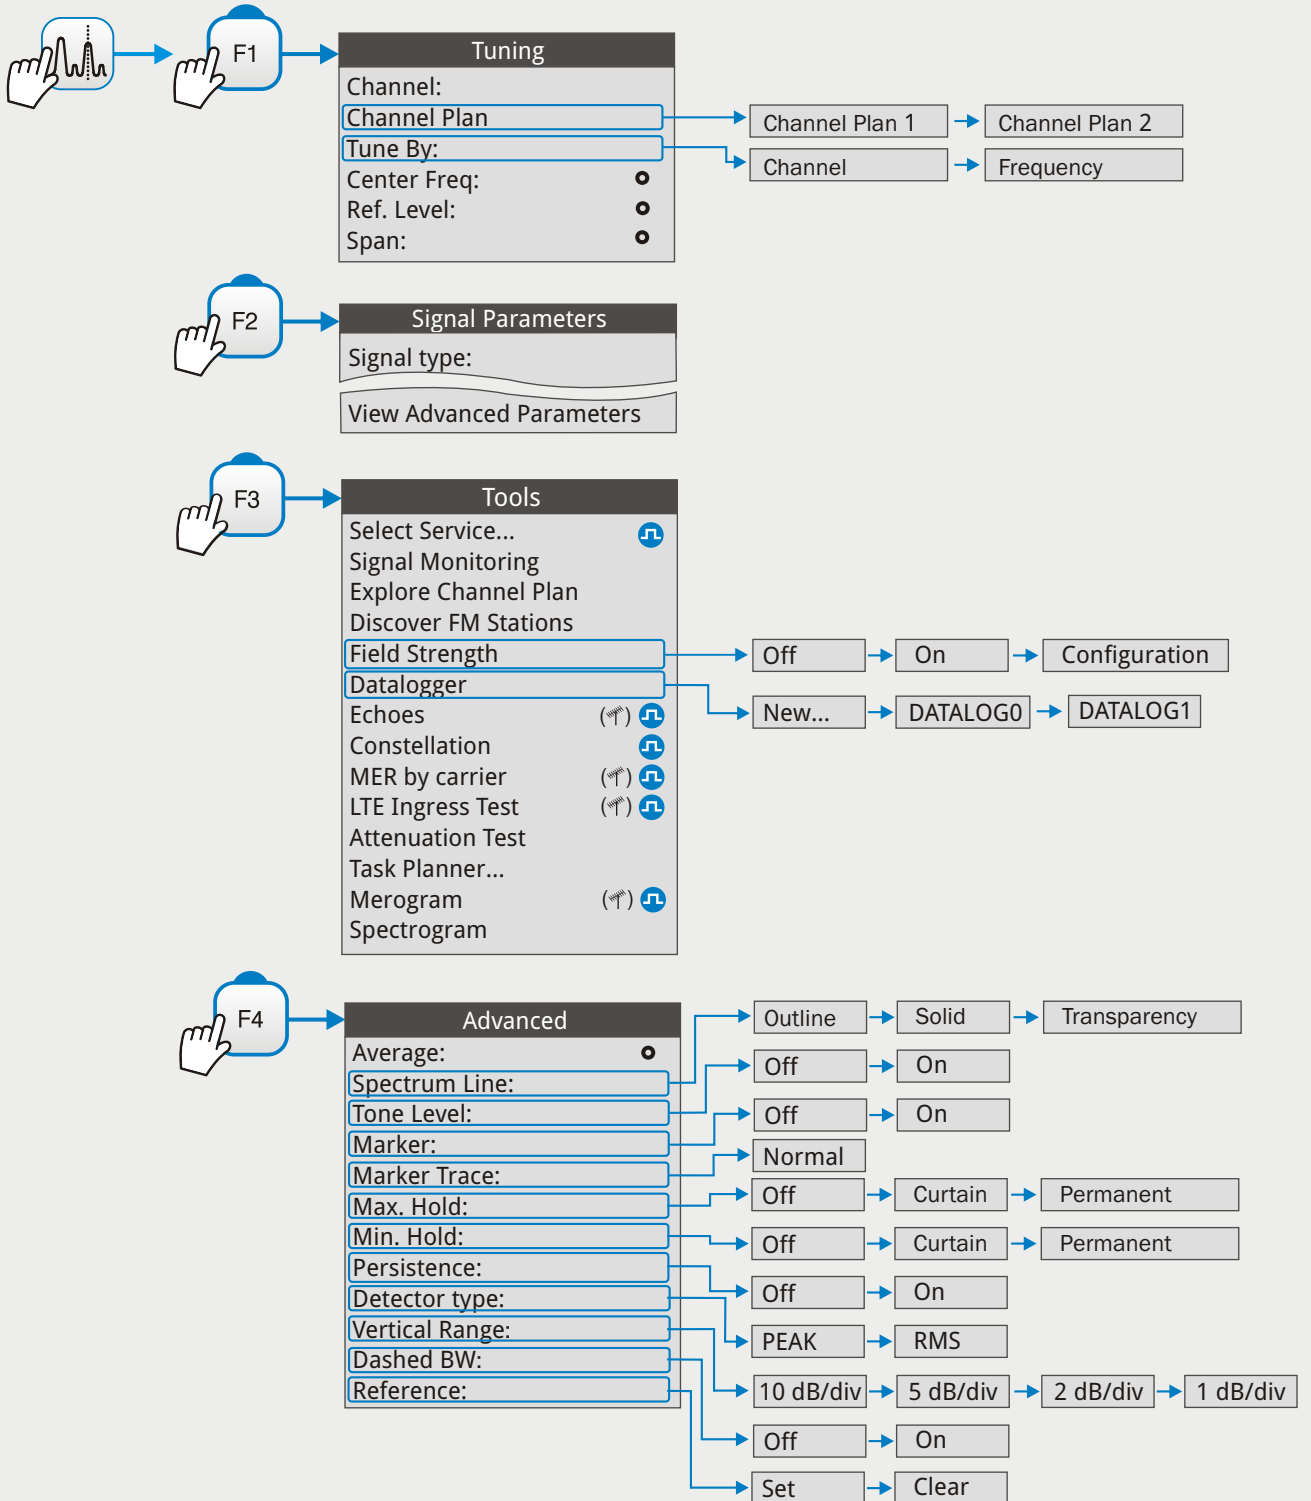 F1
Tuning
Channel:
Channel Plan
Channel Plan 1
Channel Plan 2
Tune By:
Channel
Frequency
Center Freq:
Ref. Level:
Span:
F2
Signal Parameters
Signal type:
View Advanced Parameters
F3
Tools
Select Service...
Signal Monitoring
Explore Channel Plan
Discover FM Stations
Field Strength
Off
On
Configuration
Datalogger
New...
DATALOG0
DATALOG1
Echoes
Constellation
MER by carrier
LTE Ingress Test
Attenuation Test
Task Planner...
Merogram
Spectrogram
F4
Advanced
Average:
Spectrum Line:
Outline
Solid
Transparency
Tone Level:
Off
On
Marker:
Off
On
Marker Trace:
Normal
Max. Hold:
Off
Curtain
Permanent
Min. Hold:
Off
Curtain
Permanent
Persistence:
Off
On
Detector type:
PEAK
RMS
Vertical Range:
10 dB/div
5 dB/div
2 dB/div
1 dB/div
Dashed BW:
Off
On
Reference:
Set
Clear